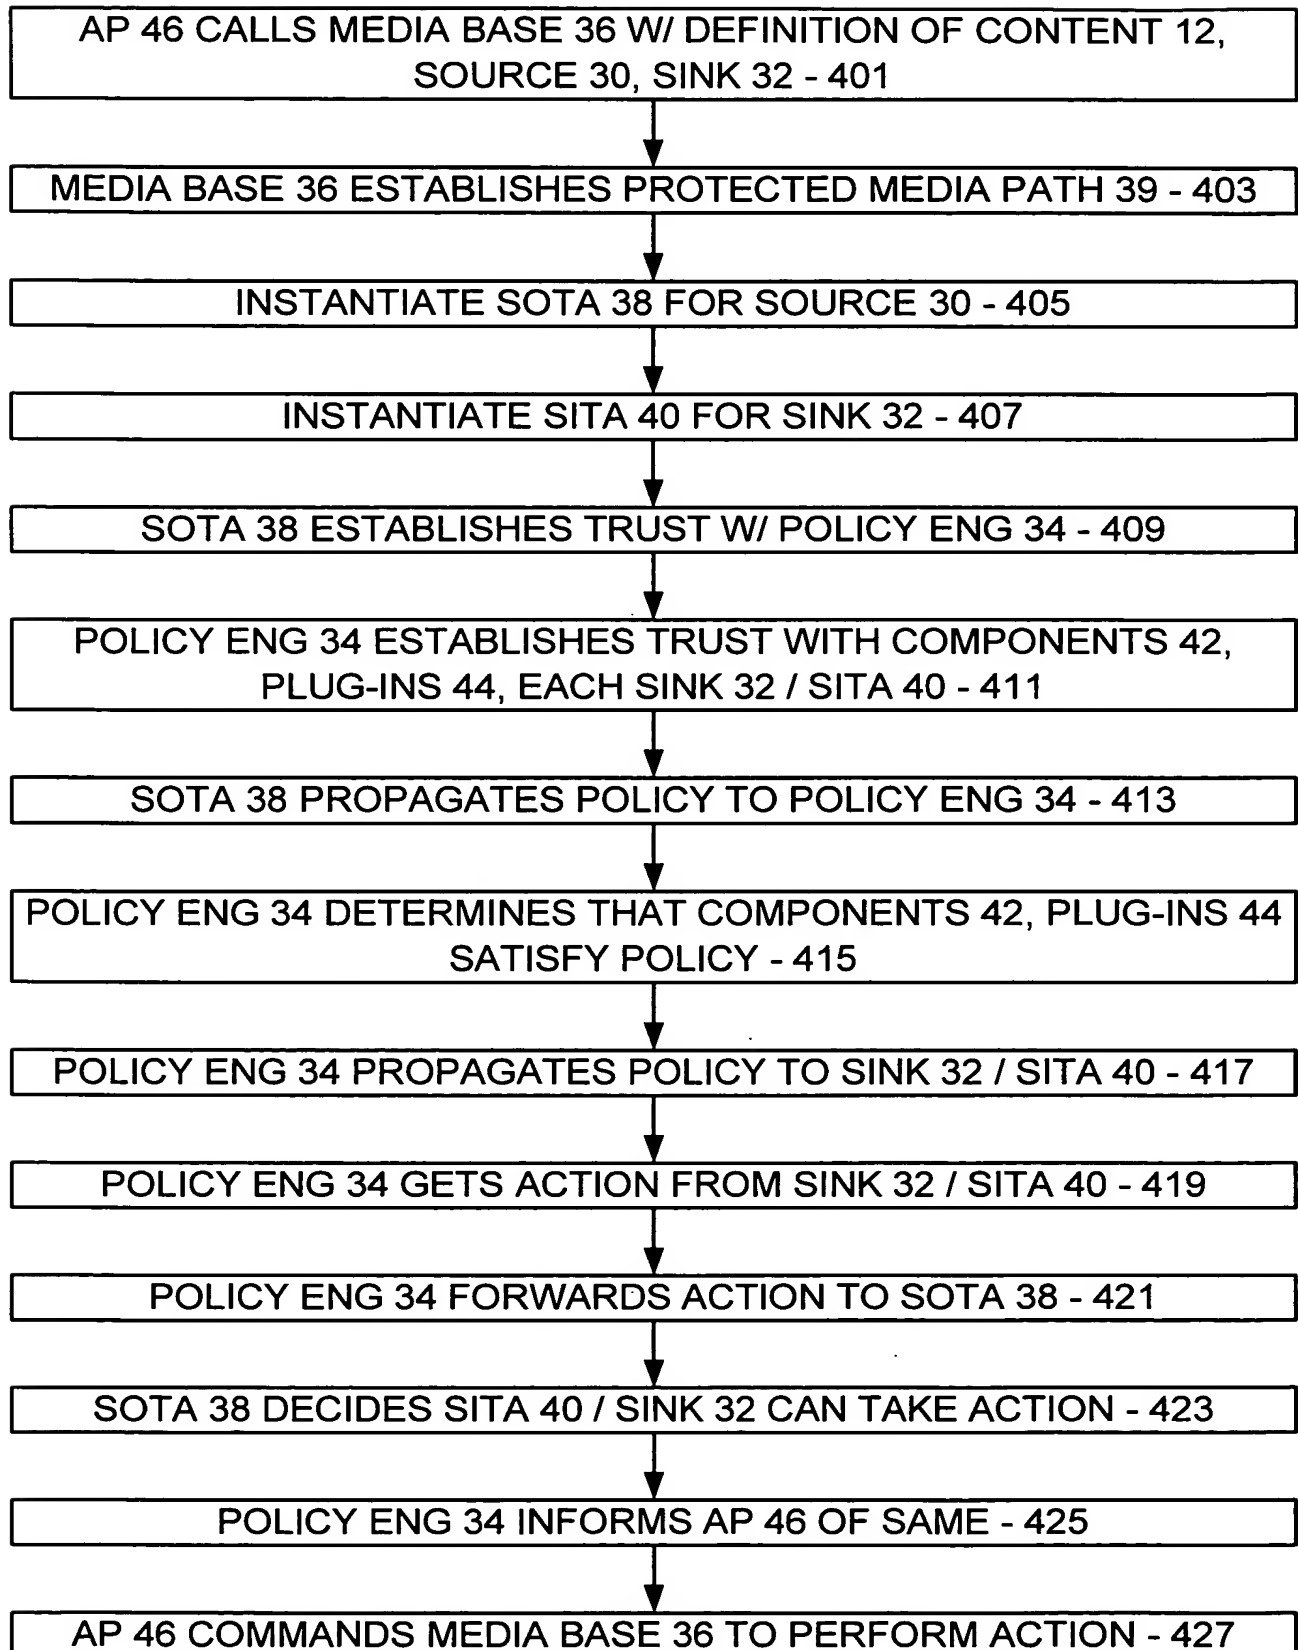 AP 46 CALLS MEDIA BASE 36 W/ DEFINITION OF CONTENT 12,
SOURCE 30, SINK 32 - 401
MEDIA BASE 36 ESTABLISHES PROTECTED MEDIA PATH 39 - 403
INSTANTIATE SOTA 38 FOR SOURCE 30 - 405
INSTANTIATE SITA 40 FOR SINK 32 - 407
SOTA 38 ESTABLISHES TRUST W/ POLICY ENG 34 - 409
POLICY ENG 34 ESTABLISHES TRUST WITH COMPONENTS 42,
PLUG-INS 44, EACH SINK 32 / SITA 40 - 411
SOTA 38 PROPAGATES POLICY TO POLICY ENG 34 - 413
POLICY ENG 34 DETERMINES THAT COMPONENTS 42, PLUG-INS 44
SATISFY POLICY - 415
POLICY ENG 34 PROPAGATES POLICY TO SINK 32 / SITA 40 - 417
POLICY ENG 34 GETS ACTION FROM SINK 32 / SITA 40 - 419
POLICY ENG 34 FORWARDS ACTION TO SOTA 38 - 421
SOTA 38 DECIDES SITA 40 / SINK 32 CAN TAKE ACTION - 423
POLICY ENG 34 INFORMS AP 46 OF SAME - 425
AP 46 COMMANDS MEDIA BASE 36 TO PERFORM ACTION - 427